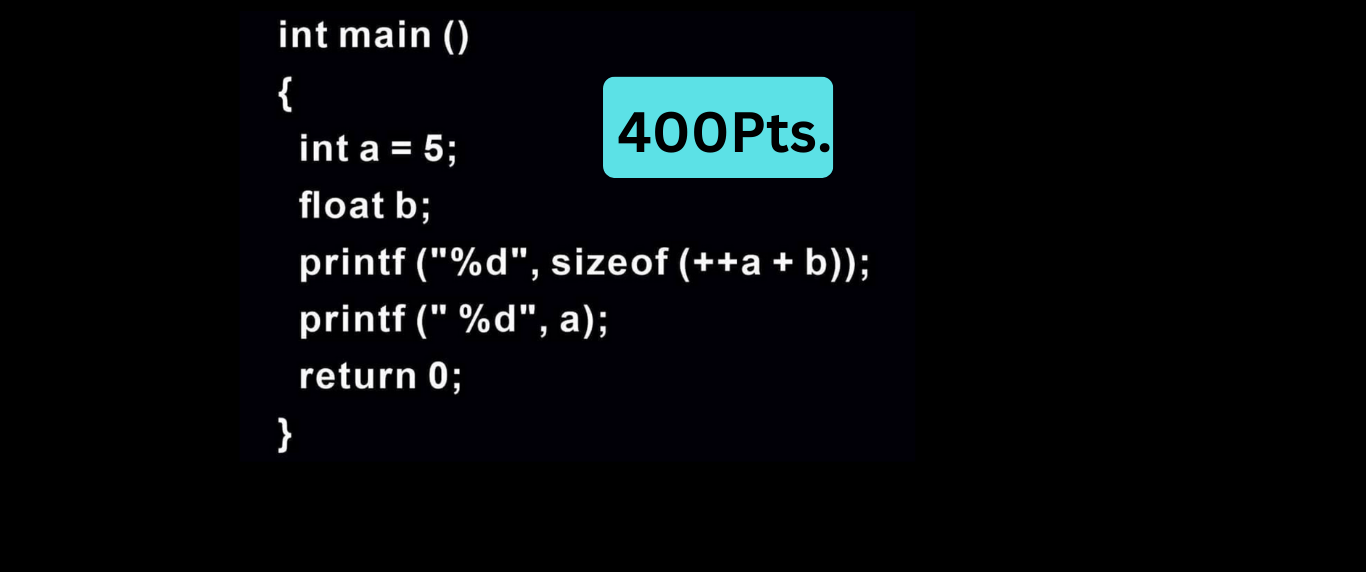 int main ()
{
400Pts.
int a = 5;
float b;
printf ("%d", sizeof (++a + b));
printf (" %d", a);
return 0;
}